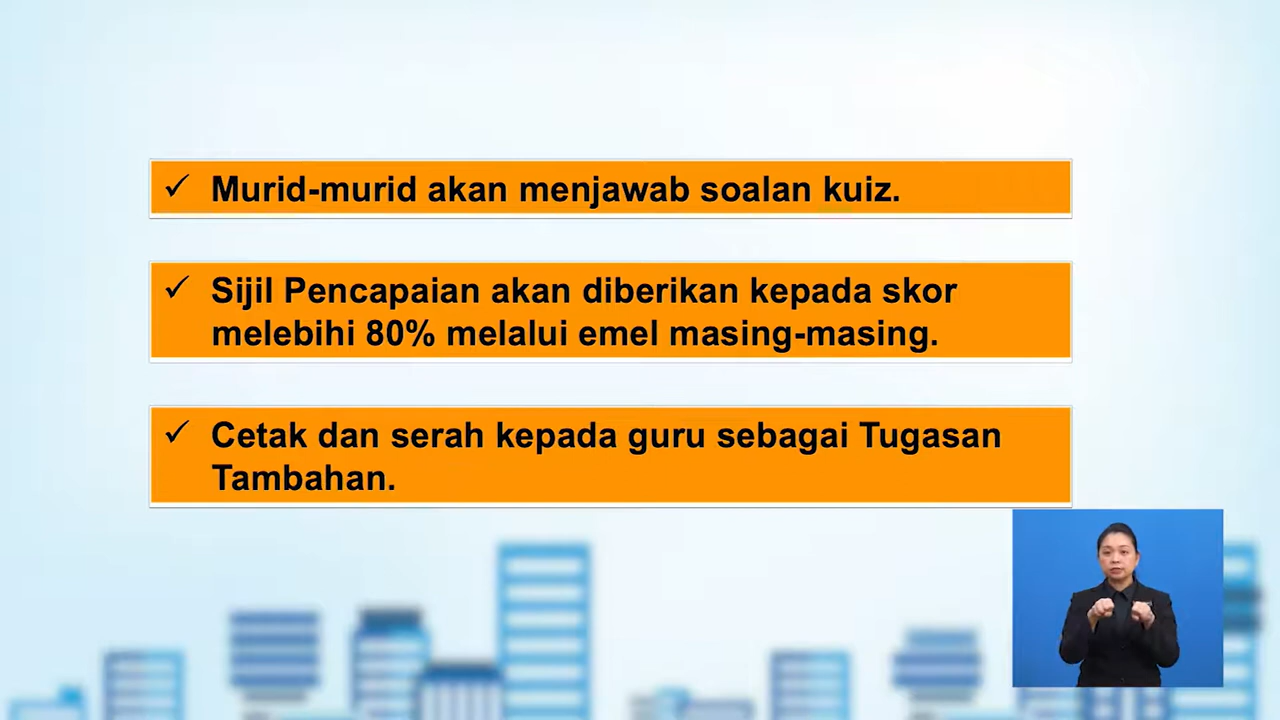 ✓ Murid-murid akan menjawab soalan kuiz.
✓ Sijil Pencapaian akan diberikan kepada skor
melebihi 80% melalui emel masing-masing.
✓ Cetak dan serah kepada guru sebagai Tugasan
Tambahan.